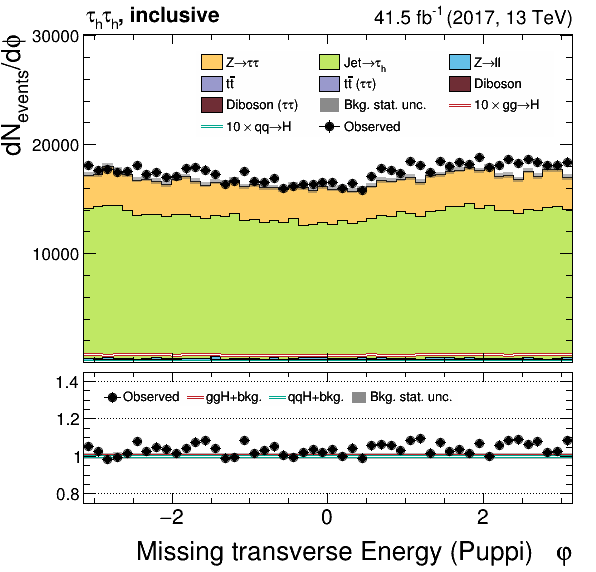 τhτh, inclusive 41.5 fb-1 (2017, 13 TeV)
30000
dNevents/dφ
Z→ττ Jet→τh Z→ll
tt̄ tt̄ (ττ) Diboson
Diboson (ττ) Bkg. stat. unc. 10 × gg→H
10 × qq→H Observed
20000
10000
1.4
Observed ggH+bkg. qqH+bkg. Bkg. stat. unc.
1.2
1
0.8
−2 0 2
Missing transverse Energy (Puppi) φ